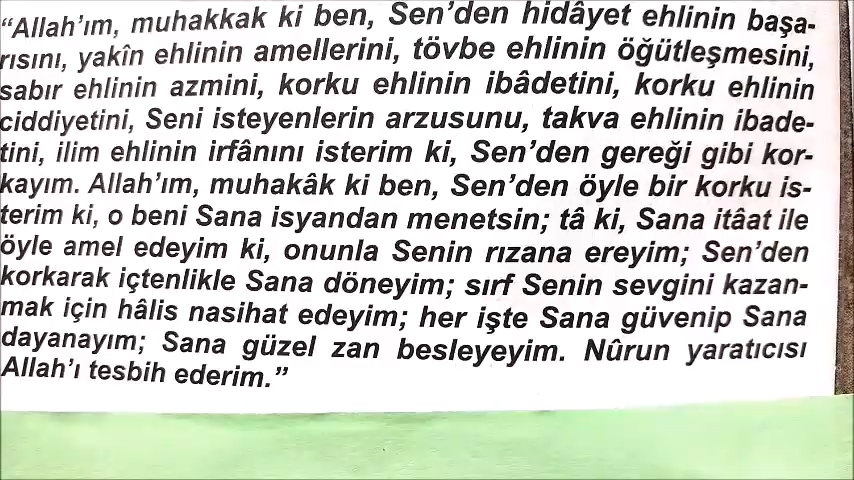 “Allah’ım, muhakkak ki ben, Sen’den hidâyet ehlinin başa-
rısını, yakîn ehlinin amellerini, tövbe ehlinin öğütleşmesini,
sabır ehlinin azmini, korku ehlinin ibâdetini, korku ehlinin
ciddiyetini, Seni isteyenlerin arzusunu, takva ehlinin ibade-
tini, ilim ehlinin irfânını isterim ki, Sen’den gereği gibi kor-
kayım. Allah’ım, muhakâk ki ben, Sen’den öyle bir korku is-
terim ki, o beni Sana isyandan menetsin; tâ ki, Sana itâat ile
öyle amel edeyim ki, onunla Senin rızana ereyim; Sen’den
korkarak içtenlikle Sana döneyim; sırf Senin sevgini kazan-
mak için hâlis nasihat edeyim; her işte Sana güvenip Sana
dayanayım; Sana güzel zan besleyeyim. Nûrun yaratıcısı
Allah’ı tesbih ederim.”